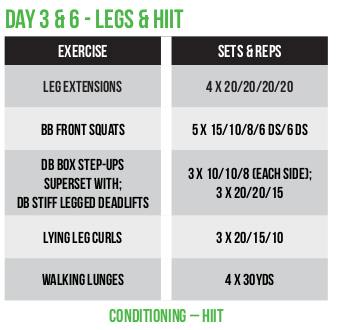 DAY 3 & 6 - LEGS & HIIT
EXERCISE SETS & REPS
LEG EXTENSIONS 4 X 20/20/20/20
BB FRONT SQUATS 5 X 15/10/8/6 DS/6 DS
DB BOX STEP-UPS
SUPERSET WITH;
DB STIFF LEGGED DEADLIFTS
3 X 10/10/8 (EACH SIDE);
3 X 20/20/15
LYING LEG CURLS 3 X 20/15/10
WALKING LUNGES 4 X 30YDS
CONDITIONING – HIIT